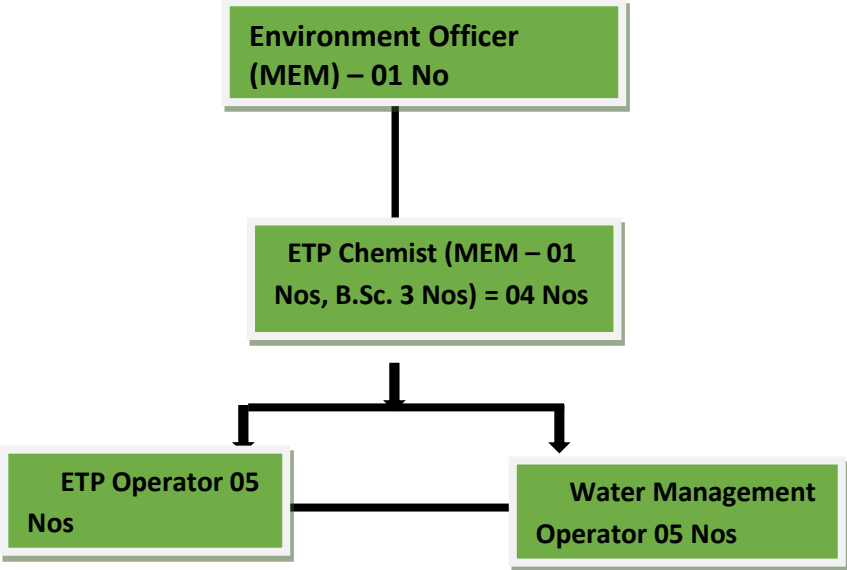 Environment Officer
(MEM) – 01 No
ETP Chemist (MEM – 01
Nos, B.Sc. 3 Nos) = 04 Nos
ETP Operator 05
Nos
Water Management
Operator 05 Nos